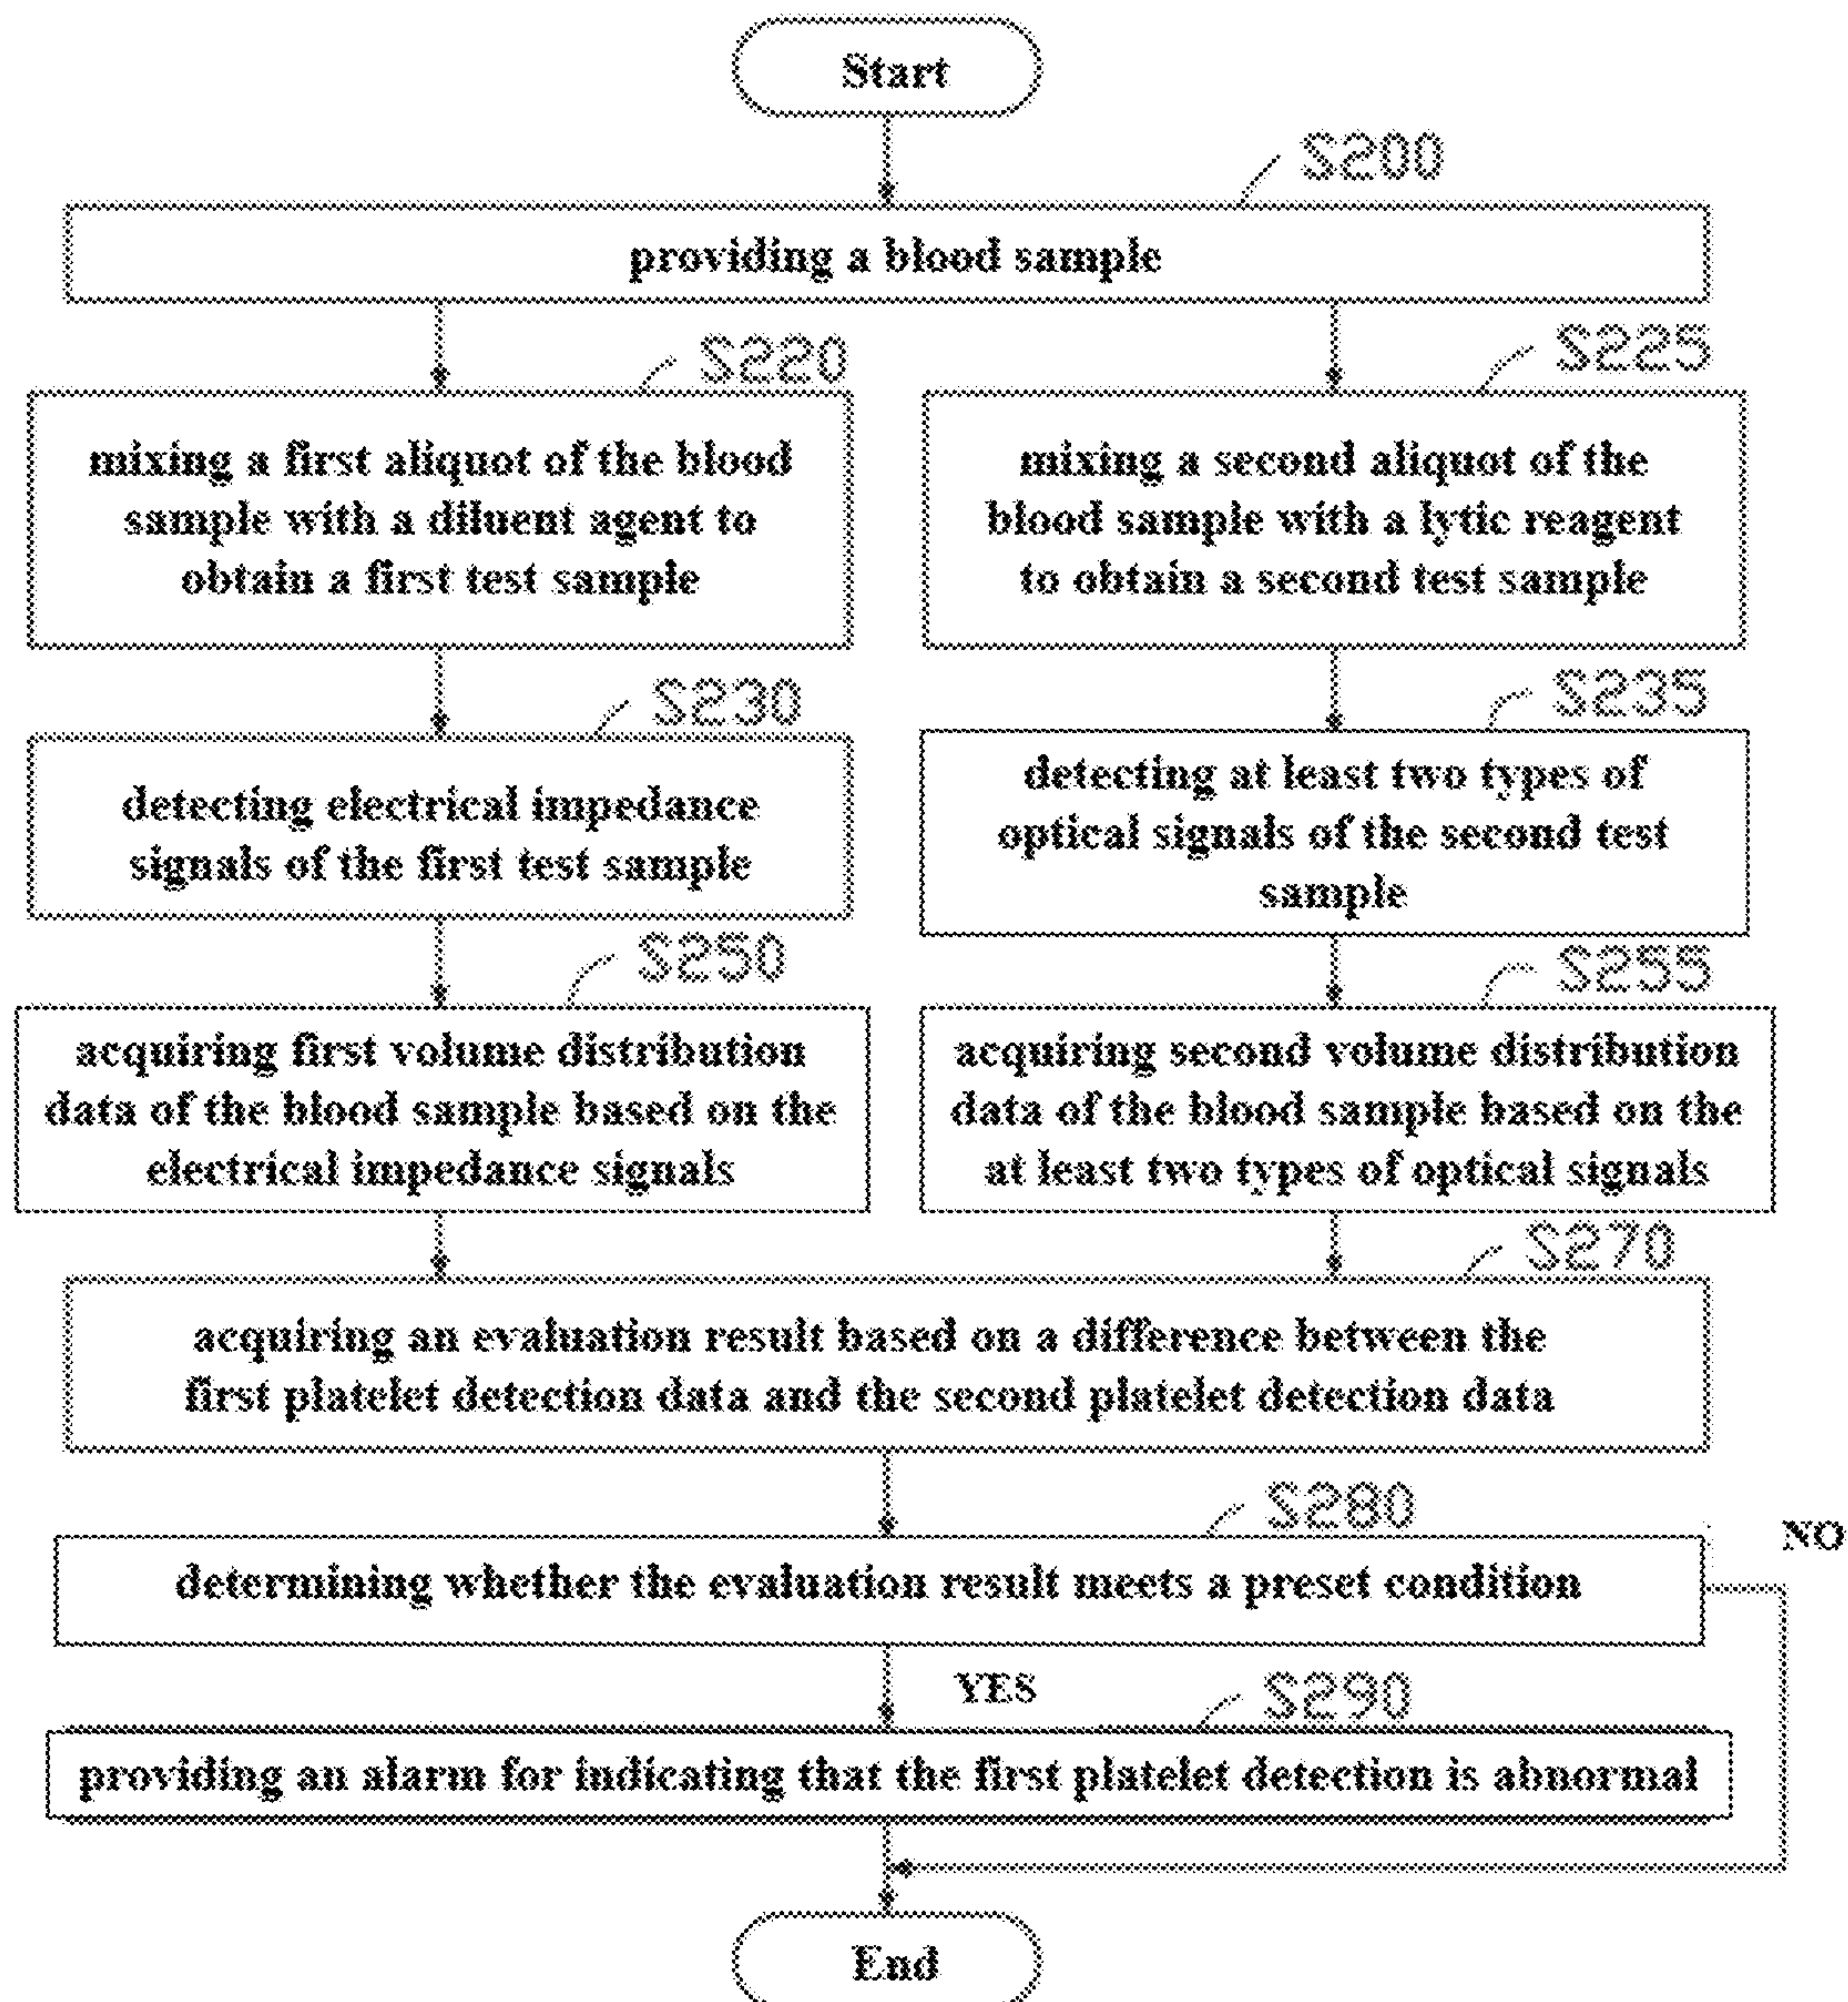 Start
S200
providing a blood sample
S220
mixing a first aliquot of the blood
sample with a diluent agent to
obtain a first test sample
S225
mixing a second aliquot of the
blood sample with a lytic reagent
to obtain a second test sample
S230
detecting electrical impedance
signals of the first test sample
S235
detecting at least two types of
optical signals of the second test
sample
S250
acquiring first volume distribution
data of the blood sample based on the
electrical impedance signals
S255
acquiring second volume distribution
data of the blood sample based on the
at least two types of optical signals
S270
acquiring an evaluation result based on a difference between the
first platelet detection data and the second platelet detection data
S280
determining whether the evaluation result meets a preset condition
NO
YES
S290
providing an alarm for indicating that the first platelet detection is abnormal
End